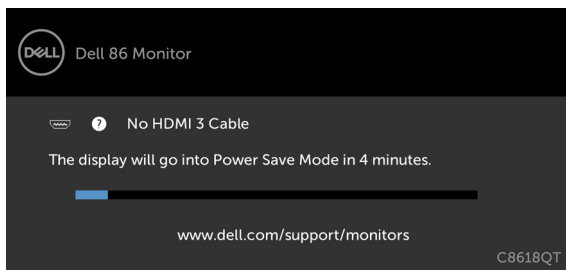 DELL
Dell 86 Monitor
? No HDMI 3 Cable
The display will go into Power Save Mode in 4 minutes.
www.dell.com/support/monitors
C8618QT